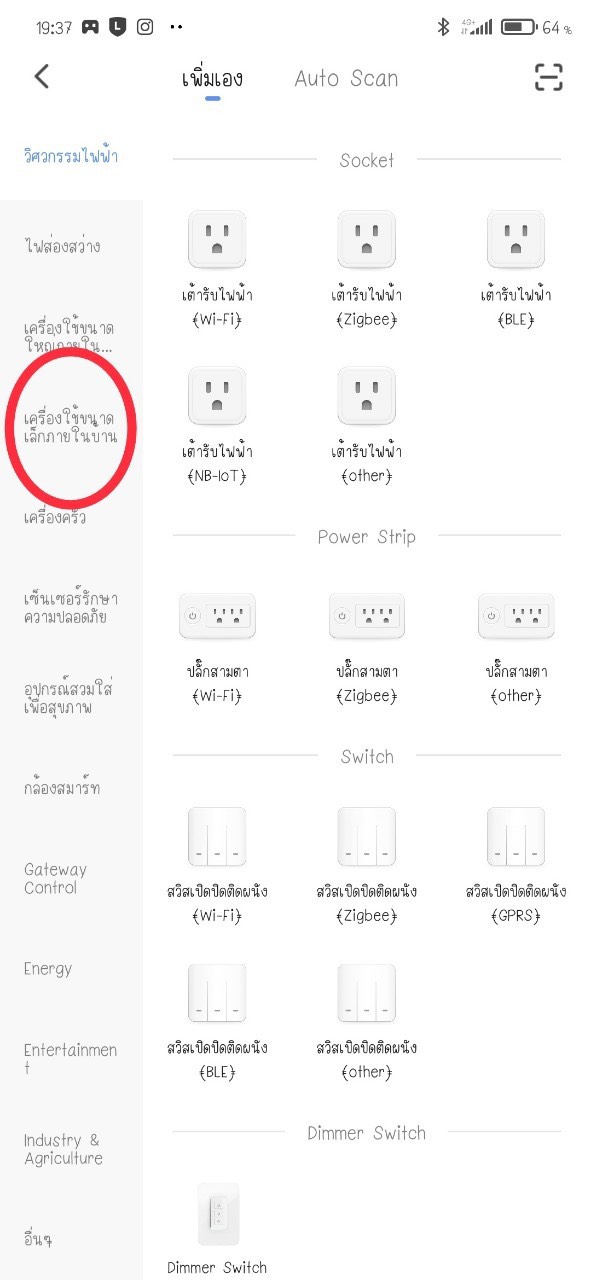 19:37
4G+
64 %
เพิ่มเอง
Auto Scan
วิศวกรรมไฟฟ้า
ไฟส่องสว่าง
เครื่องใช้ขนาด
ใหญ่ภายใน...
เครื่องใช้ขนาด
เล็กภายในบ้าน
เครื่องครัว
เซ็นเซอร์รักษา
ความปลอดภัย
อุปกรณ์สวมใส่
เพื่อสุขภาพ
กล้องสมาร์ท
Gateway
Control
Energy
Entertainmen
t
Industry &
Agriculture
อื่นๆ
Socket
เต้ารับไฟฟ้า
(Wi-Fi)
เต้ารับไฟฟ้า
(Zigbee)
เต้ารับไฟฟ้า
(BLE)
เต้ารับไฟฟ้า
(NB-IoT)
เต้ารับไฟฟ้า
(other)
Power Strip
ปลั๊กสามตา
(Wi-Fi)
ปลั๊กสามตา
(Zigbee)
ปลั๊กสามตา
(other)
Switch
สวิสเปิดปิดติดผนัง
(Wi-Fi)
สวิสเปิดปิดติดผนัง
(Zigbee)
สวิสเปิดปิดติดผนัง
(GPRS)
สวิสเปิดปิดติดผนัง
(BLE)
สวิสเปิดปิดติดผนัง
(other)
Dimmer Switch
Dimmer Switch